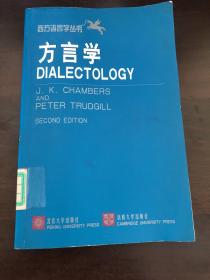 西方语言学丛书
方言学
DIALECTOLOGY
J. K. CHAMBERS
AND
PETER TRUDGILL
SECOND EDITION
北京大学出版社
PEKING UNIVERSITY PRESS
剑桥大学出版社
CAMBRIDGE UNIVERSITY PRESS